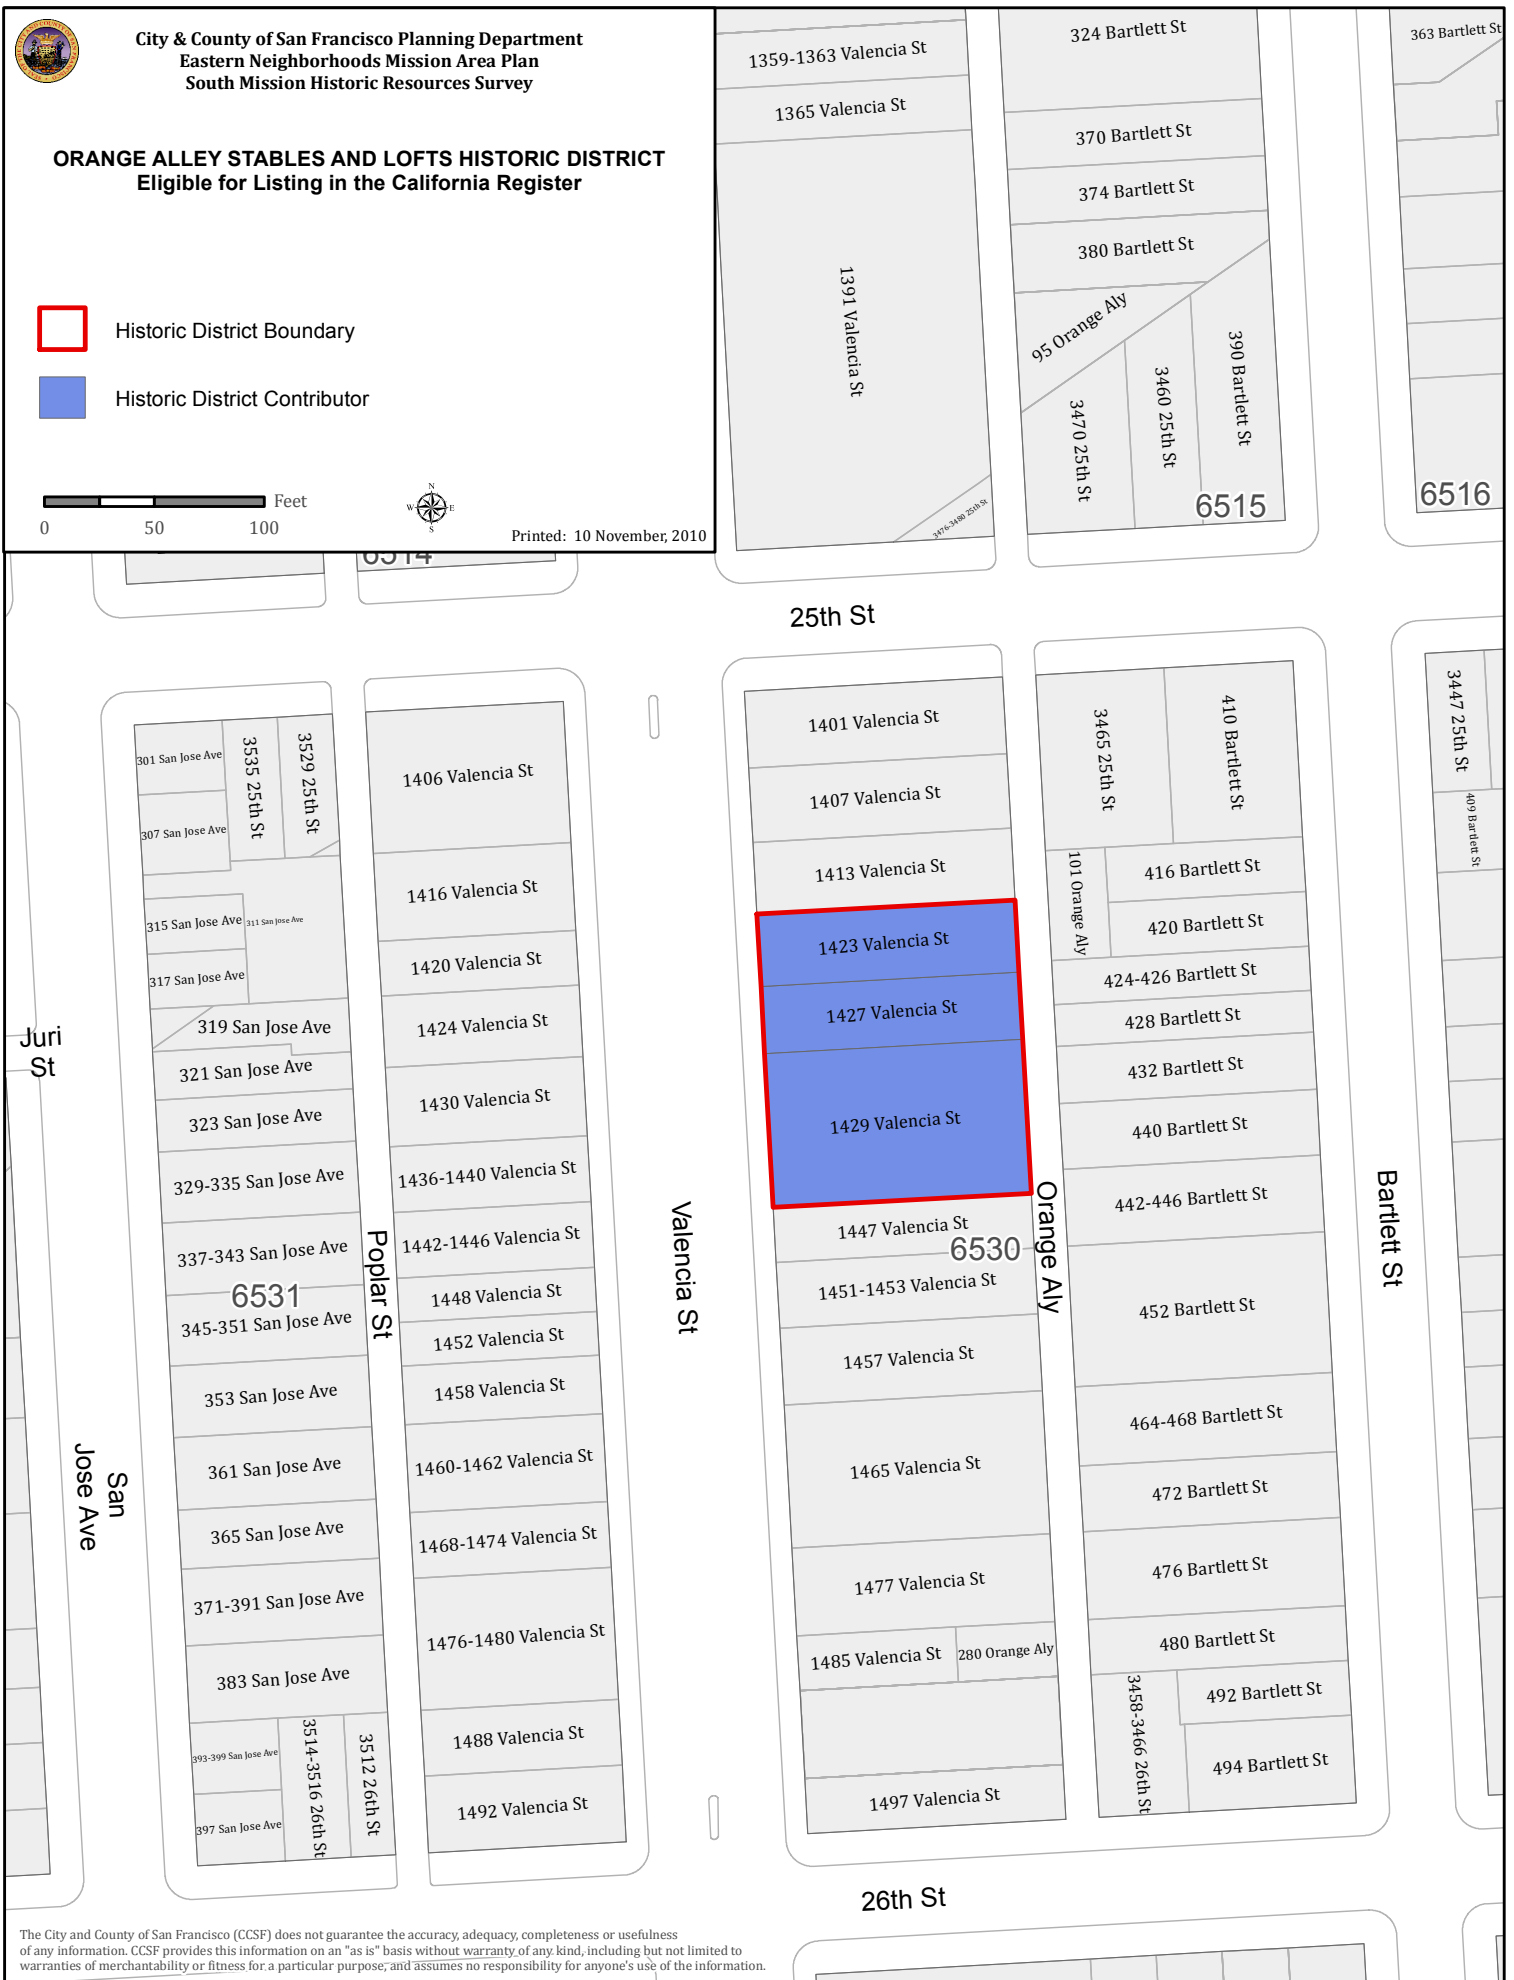 City & County of San Francisco Planning Department
Eastern Neighborhoods Mission Area Plan
South Mission Historic Resources Survey
ORANGE ALLEY STABLES AND LOFTS HISTORIC DISTRICT
Eligible for Listing in the California Register
Historic District Boundary
Historic District Contributor
Feet
0 50 100
N
W E
S
Printed: 10 November, 2010
1359-1363 Valencia St
1365 Valencia St
1391 Valencia St
3476-3480 25th St
324 Bartlett St
370 Bartlett St
374 Bartlett St
380 Bartlett St
95 Orange Aly
3470 25th St
3460 25th St
390 Bartlett St
6515
363 Bartlett St
6516
6514
25th St
301 San Jose Ave
307 San Jose Ave
3535 25th St
3529 25th St
315 San Jose Ave
311 San Jose Ave
317 San Jose Ave
319 San Jose Ave
321 San Jose Ave
323 San Jose Ave
329-335 San Jose Ave
337-343 San Jose Ave
6531
345-351 San Jose Ave
353 San Jose Ave
361 San Jose Ave
365 San Jose Ave
371-391 San Jose Ave
383 San Jose Ave
393-399 San Jose Ave
397 San Jose Ave
3514-3516 26th St
3512 26th St
Juri
St
San
Jose Ave
Poplar St
1406 Valencia St
1416 Valencia St
1420 Valencia St
1424 Valencia St
1430 Valencia St
1436-1440 Valencia St
1442-1446 Valencia St
1448 Valencia St
1452 Valencia St
1458 Valencia St
1460-1462 Valencia St
1468-1474 Valencia St
1476-1480 Valencia St
1488 Valencia St
1492 Valencia St
Valencia St
1401 Valencia St
1407 Valencia St
1413 Valencia St
1423 Valencia St
1427 Valencia St
1429 Valencia St
1447 Valencia St
6530
1451-1453 Valencia St
1457 Valencia St
1465 Valencia St
1477 Valencia St
1485 Valencia St
280 Orange Aly
1497 Valencia St
Orange Aly
3465 25th St
410 Bartlett St
101 Orange Aly
416 Bartlett St
420 Bartlett St
424-426 Bartlett St
428 Bartlett St
432 Bartlett St
440 Bartlett St
442-446 Bartlett St
452 Bartlett St
464-468 Bartlett St
472 Bartlett St
476 Bartlett St
480 Bartlett St
3458-3466 26th St
492 Bartlett St
494 Bartlett St
Bartlett St
3447 25th St
409 Bartlett St
26th St
The City and County of San Francisco (CCSF) does not guarantee the accuracy, adequacy, completeness or usefulness
of any information. CCSF provides this information on an "as is" basis without warranty of any kind, including but not limited to
warranties of merchantability or fitness for a particular purpose, and assumes no responsibility for anyone's use of the information.